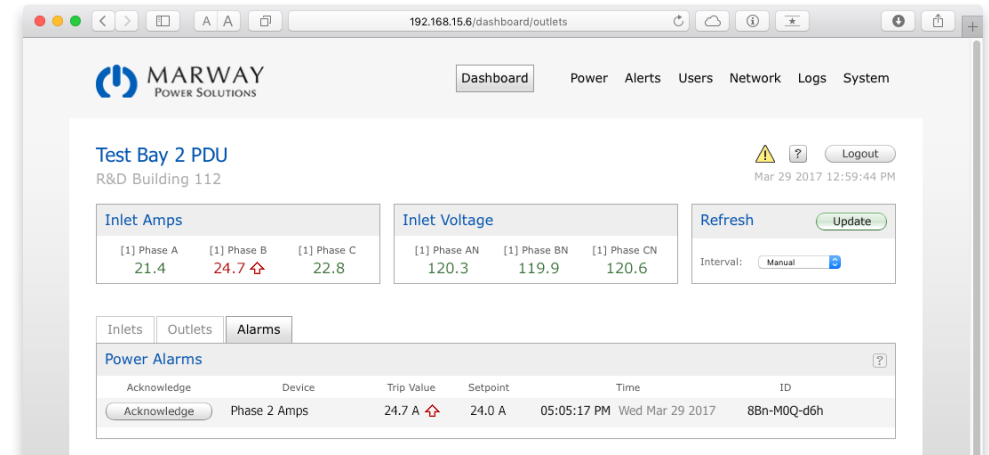 A A
192.168.15.6/dashboard/outlets
MARWAY
POWER SOLUTIONS
Dashboard Power Alerts Users Network Logs System
Test Bay 2 PDU
? Logout
R&D Building 112
Mar 29 2017 12:59:44 PM
Inlet Amps
[1] Phase A [1] Phase B [1] Phase C
21.4 24.7 22.8
Inlet Voltage
[1] Phase AN [1] Phase BN [1] Phase CN
120.3 119.9 120.6
Refresh Update
Interval: Manual
Inlets Outlets Alarms
Power Alarms ?
Acknowledge Device Trip Value Setpoint Time ID
Acknowledge Phase 2 Amps 24.7 A 24.0 A 05:05:17 PM Wed Mar 29 2017 8Bn-M0Q-d6h